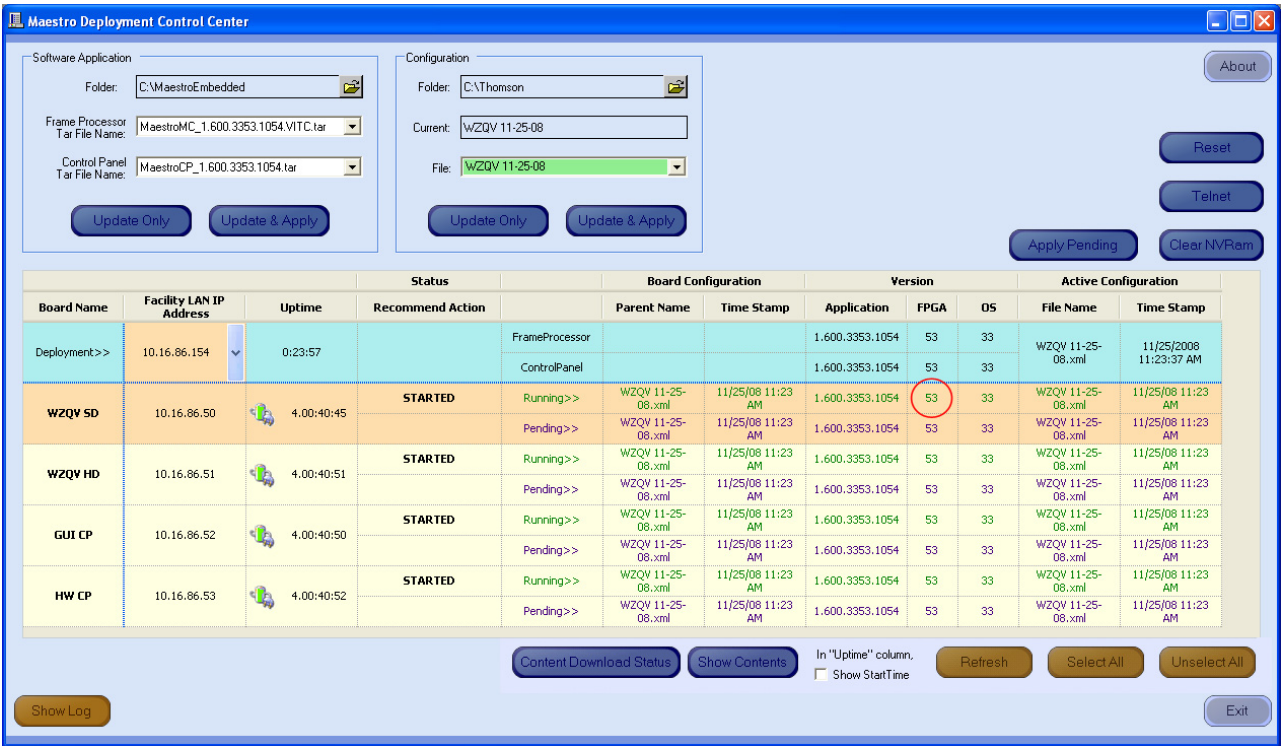 Maestro Deployment Control Center
Software Application
Folder: C:\MaestroEmbedded
Frame Processor
Tar File Name: MaestroMC_1.600.3353.1054.VITC.tar
Control Panel
Tar File Name: MaestroCP_1.600.3353.1054.tar
Update Only Update & Apply
Configuration
Folder: C:\Thomson
Current: WZQV 11-25-08
File: WZQV 11-25-08
Update Only Update & Apply
About
Reset
Telnet
Apply Pending Clear NVRam
Status Board Configuration Version Active Configuration
Board Name Facility LAN IP Address Uptime Recommend Action Parent Name Time Stamp Application FPGA OS File Name Time Stamp
Deployment>> 10.16.86.154 0:23:57 FrameProcessor 1.600.3353.1054 53 33 WZQV 11-25-08.xml 11/25/2008 11:23:37 AM
ControlPanel 1.600.3353.1054 53 33
WZQV SD 10.16.86.50 4.00:40:45 STARTED Running>> WZQV 11-25-08.xml 11/25/08 11:23 AM 1.600.3353.1054 53 33 WZQV 11-25-08.xml 11/25/08 11:23 AM
Pending>> WZQV 11-25-08.xml 11/25/08 11:23 AM 1.600.3353.1054 53 33 WZQV 11-25-08.xml 11/25/08 11:23 AM
WZQV HD 10.16.86.51 4.00:40:51 STARTED Running>> WZQV 11-25-08.xml 11/25/08 11:23 AM 1.600.3353.1054 53 33 WZQV 11-25-08.xml 11/25/08 11:23 AM
Pending>> WZQV 11-25-08.xml 11/25/08 11:23 AM 1.600.3353.1054 53 33 WZQV 11-25-08.xml 11/25/08 11:23 AM
GUI CP 10.16.86.52 4.00:40:50 STARTED Running>> WZQV 11-25-08.xml 11/25/08 11:23 AM 1.600.3353.1054 53 33 WZQV 11-25-08.xml 11/25/08 11:23 AM
Pending>> WZQV 11-25-08.xml 11/25/08 11:23 AM 1.600.3353.1054 53 33 WZQV 11-25-08.xml 11/25/08 11:23 AM
HW CP 10.16.86.53 4.00:40:52 STARTED Running>> WZQV 11-25-08.xml 11/25/08 11:23 AM 1.600.3353.1054 53 33 WZQV 11-25-08.xml 11/25/08 11:23 AM
Pending>> WZQV 11-25-08.xml 11/25/08 11:23 AM 1.600.3353.1054 53 33 WZQV 11-25-08.xml 11/25/08 11:23 AM
Content Download Status Show Contents In "Uptime" column, Refresh Select All Unselect All
Show StartTime
Show Log Exit